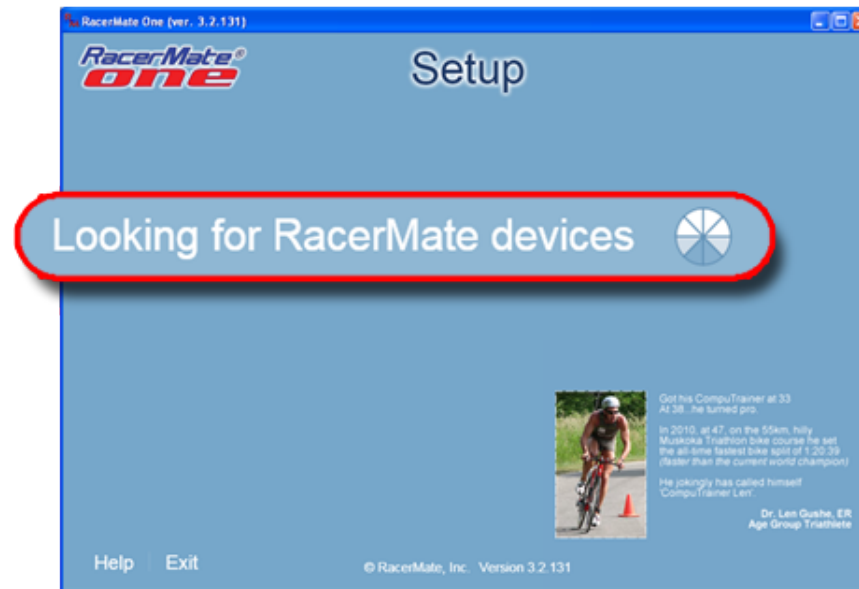 RacerMate One (ver. 3.2.131)
RacerMate®
one
Setup
Looking for RacerMate devices
Got his CompuTrainer at 33
At 38...he turned pro.
In 2010, at 47, on the 55km, hilly
Muskoka Triathlon bike course he set
the all-time fastest bike split of 1:20:39
(faster than the current world champion)
He jokingly has called himself
'CompuTrainer Len'.
Dr. Len Gushe, ER
Age Group Triathlete
Help
Exit
© RacerMate, Inc. Version 3.2.131